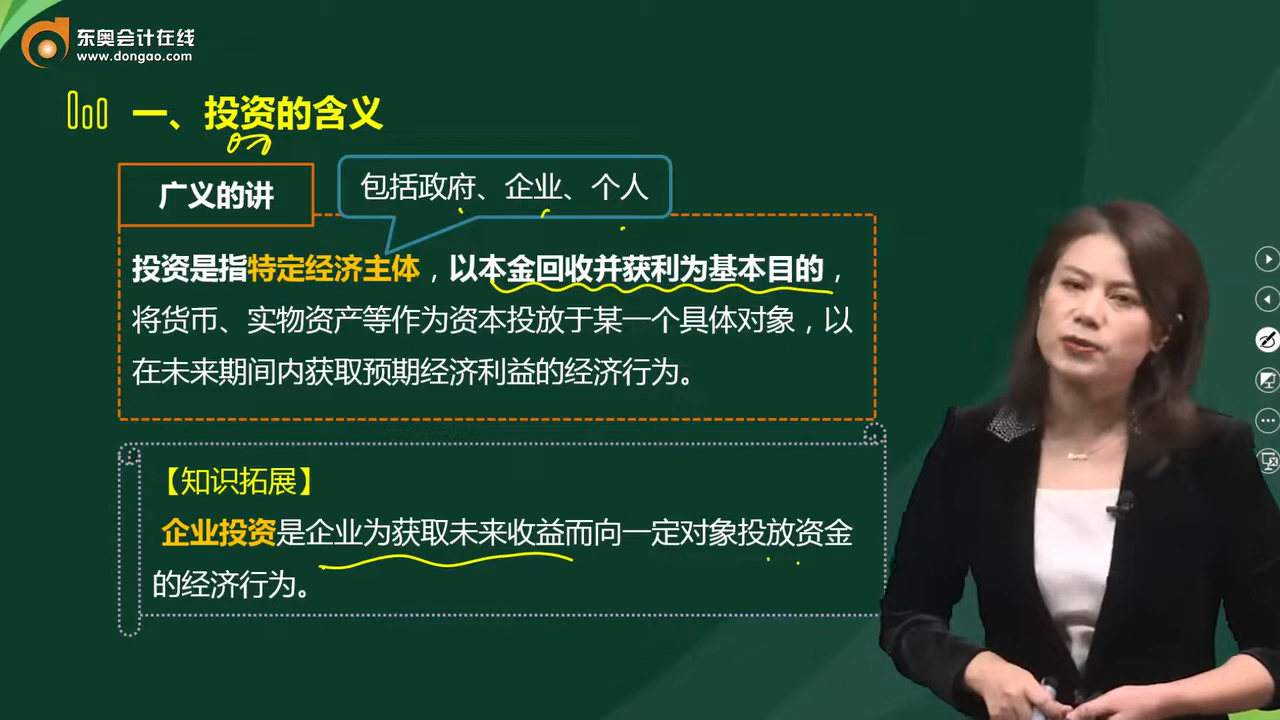 东奥会计在线
www.dongao.com
一、投资的含义
广义的讲
包括政府、企业、个人
投资是指特定经济主体，以本金回收并获利为基本目的，
将货币、实物资产等作为资本投放于某一个具体对象，以
在未来期间内获取预期经济利益的经济行为。
【知识拓展】
企业投资是企业为获取未来收益而向一定对象投放资金
的经济行为。